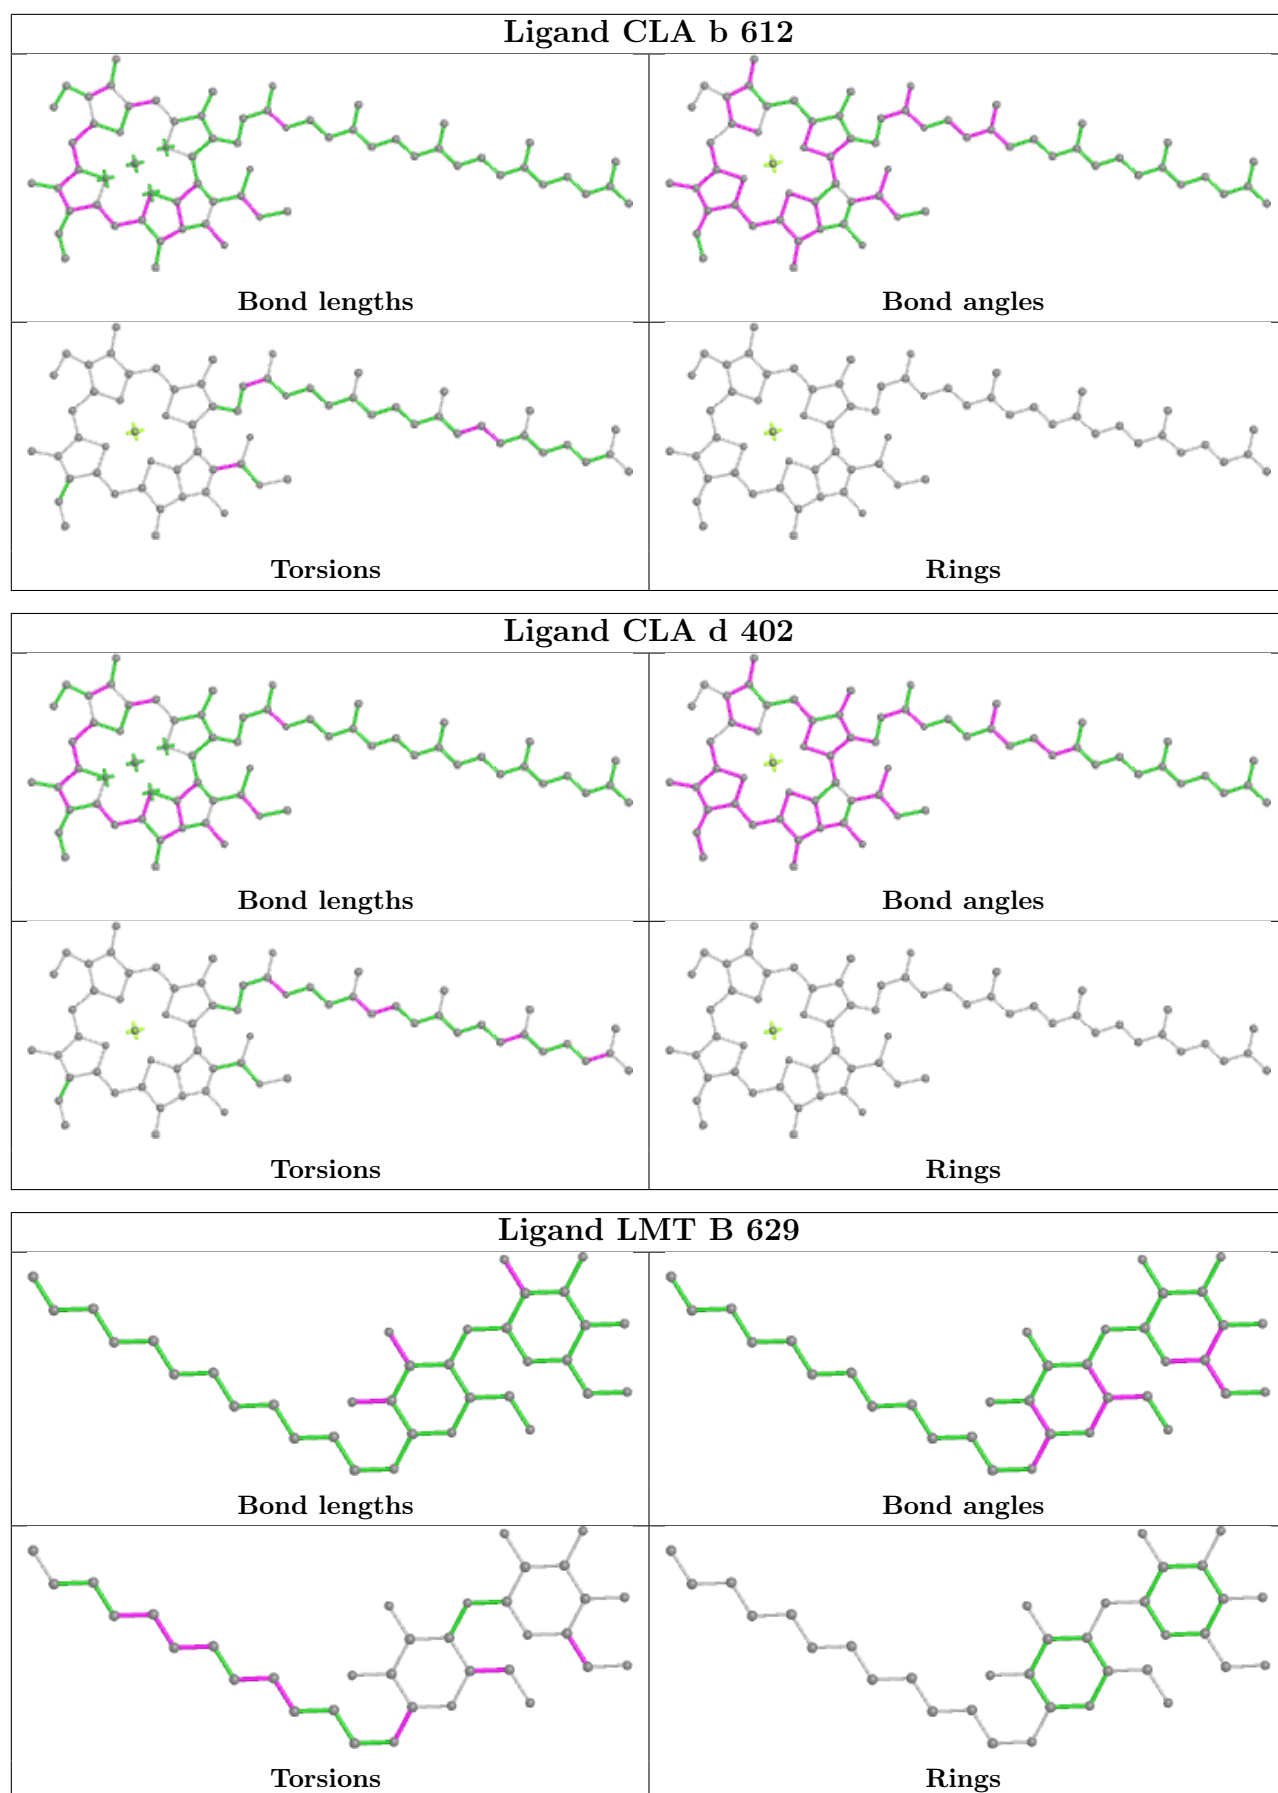 Ligand CLA b 612
Bond lengths
Bond angles
Torsions
Rings
Ligand CLA d 402
Bond lengths
Bond angles
Torsions
Rings
Ligand LMT B 629
Bond lengths
Bond angles
Torsions
Rings